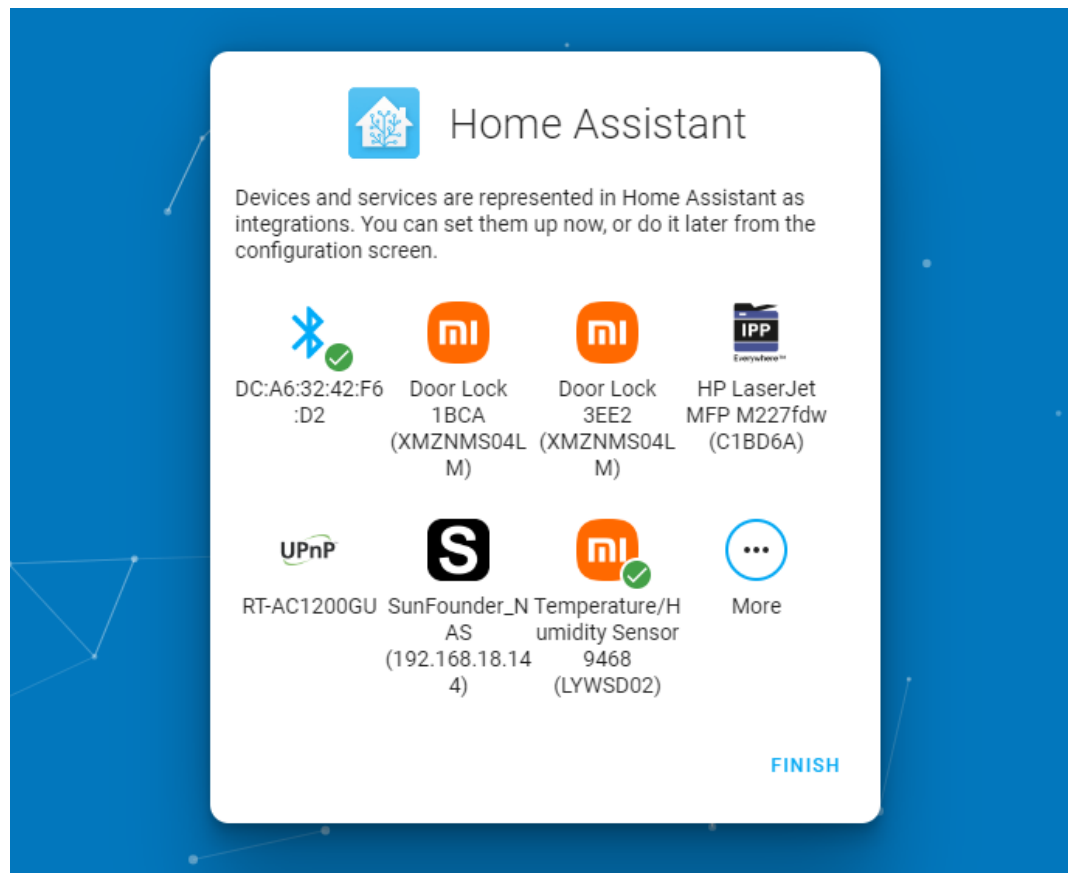 Home Assistant
Devices and services are represented in Home Assistant as
integrations. You can set them up now, or do it later from the
configuration screen.
DC:A6:32:42:F6
:D2
Door Lock
1BCA
(XMZNMS04L
M)
Door Lock
3EE2
(XMZNMS04L
M)
IPP
Everywhere™
HP LaserJet
MFP M227fdw
(C1BD6A)
UPnP
RT-AC1200GU
S
SunFounder_N
AS
(192.168.18.14
4)
Temperature/H
umidity Sensor
9468
(LYWSD02)
More
FINISH